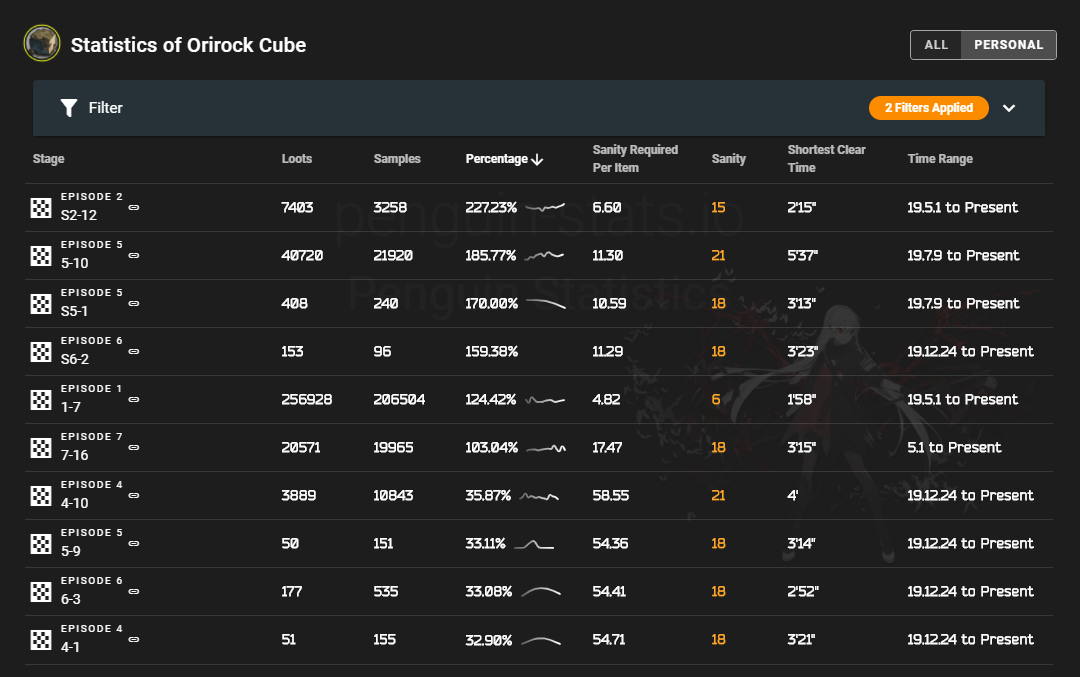 Statistics of Orirock Cube
ALL PERSONAL
Filter 2 Filters Applied
Stage Loots Samples Percentage Sanity Required Per Item Sanity Shortest Clear Time Time Range
penguin-stats.io
Penguin Statistics
EPISODE 2
S2-12 7403 3258 227.23% 6.60 15 2'15" 19.5.1 to Present
EPISODE 5
5-10 40720 21920 185.77% 11.30 21 5'37" 19.7.9 to Present
EPISODE 5
S5-1 408 240 170.00% 10.59 18 3'13" 19.7.9 to Present
EPISODE 6
S6-2 153 96 159.38% 11.29 18 3'23" 19.12.24 to Present
EPISODE 1
1-7 256928 206504 124.42% 4.82 6 1'58" 19.5.1 to Present
EPISODE 7
7-16 20571 19965 103.04% 17.47 18 3'15" 5.1 to Present
EPISODE 4
4-10 3889 10843 35.87% 58.55 21 4' 19.12.24 to Present
EPISODE 5
5-9 50 151 33.11% 54.36 18 3'14" 19.12.24 to Present
EPISODE 6
6-3 177 535 33.08% 54.41 18 2'52" 19.12.24 to Present
EPISODE 4
4-1 51 155 32.90% 54.71 18 3'21" 19.12.24 to Present